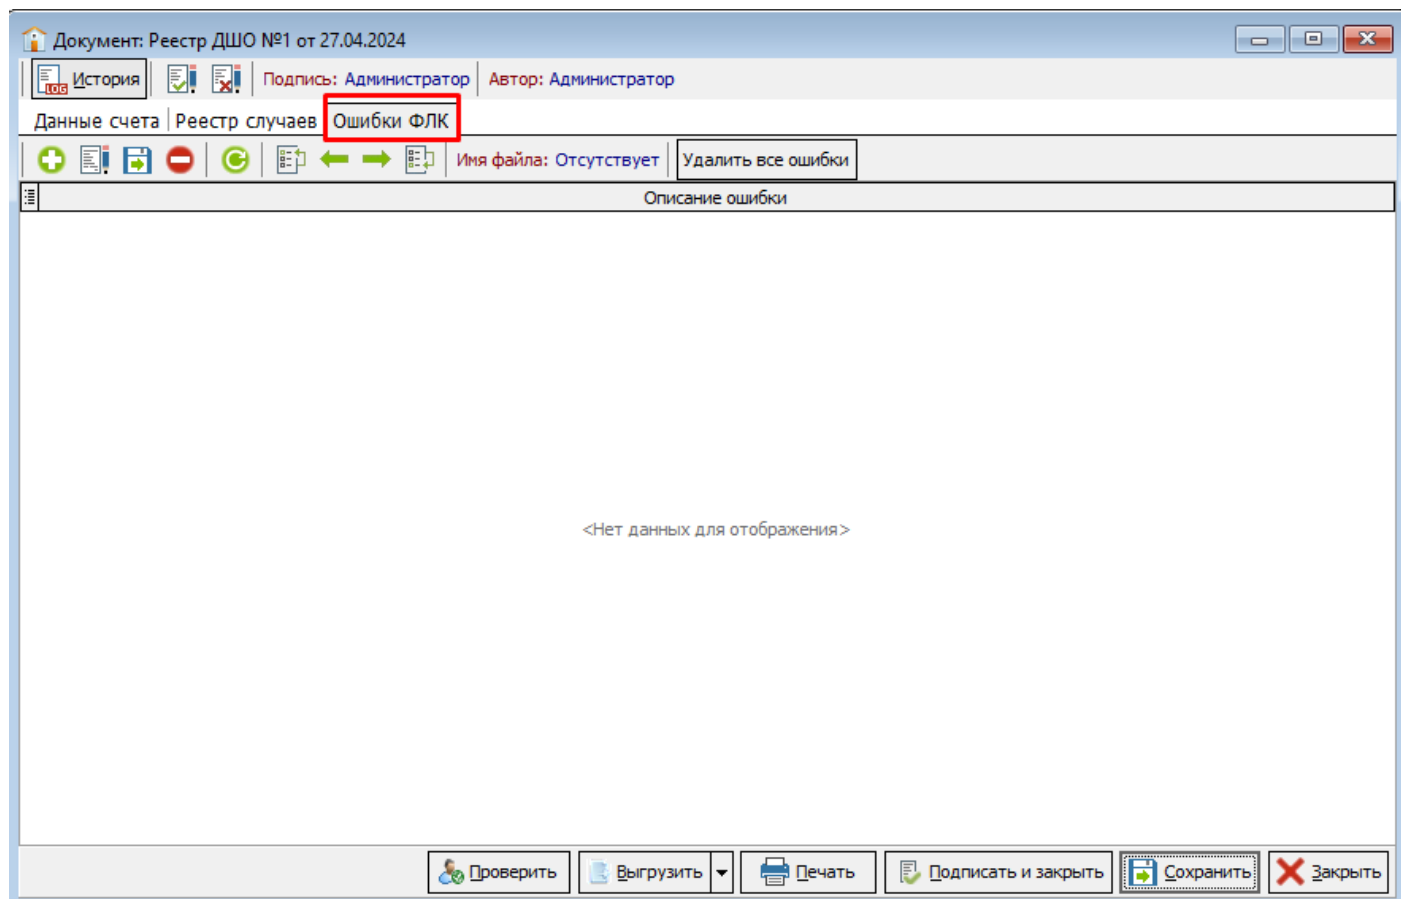 Документ: Реестр ДШО №1 от 27.04.2024
LOG История Подпись: Администратор Автор: Администратор
Данные счета Реестр случаев Ошибки ФЛК
Имя файла: Отсутствует Удалить все ошибки
Описание ошибки
<Нет данных для отображения>
Проверить Выгрузить Печать Подписать и закрыть Сохранить Закрыть